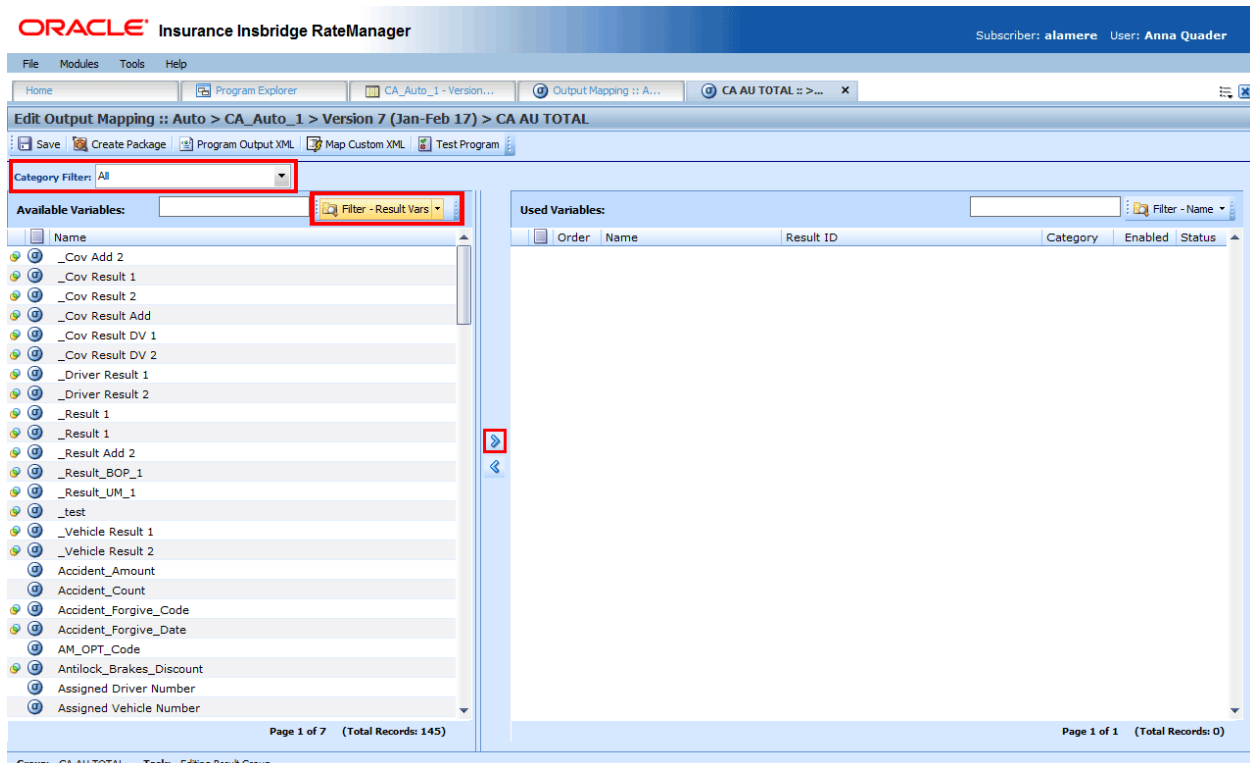 ORACLE Insurance Insbridge RateManager
Subscriber: alamere User: Anna Quader
File Modules Tools Help
Home Program Explorer CA_Auto_1 - Version... Output Mapping :: A... CA AU TOTAL :: >... x
Edit Output Mapping :: Auto > CA_Auto_1 > Version 7 (Jan-Feb 17) > CA AU TOTAL
Save Create Package Program Output XML Map Custom XML Test Program
Category Filter: All
Available Variables: Filter - Result Vars
Used Variables: Filter - Name
Name
Order Name Result ID Category Enabled Status
_Cov Add 2
_Cov Result 1
_Cov Result 2
_Cov Result Add
_Cov Result DV 1
_Cov Result DV 2
_Driver Result 1
_Driver Result 2
_Result 1
_Result 1
_Result Add 2
_Result_BOP_1
_Result_UM_1
_test
_Vehicle Result 1
_Vehicle Result 2
Accident_Amount
Accident_Count
Accident_Forgive_Code
Accident_Forgive_Date
AM_OPT_Code
Antilock_Brakes_Discount
Assigned Driver Number
Assigned Vehicle Number
Page 1 of 7 (Total Records: 145)
Page 1 of 1 (Total Records: 0)